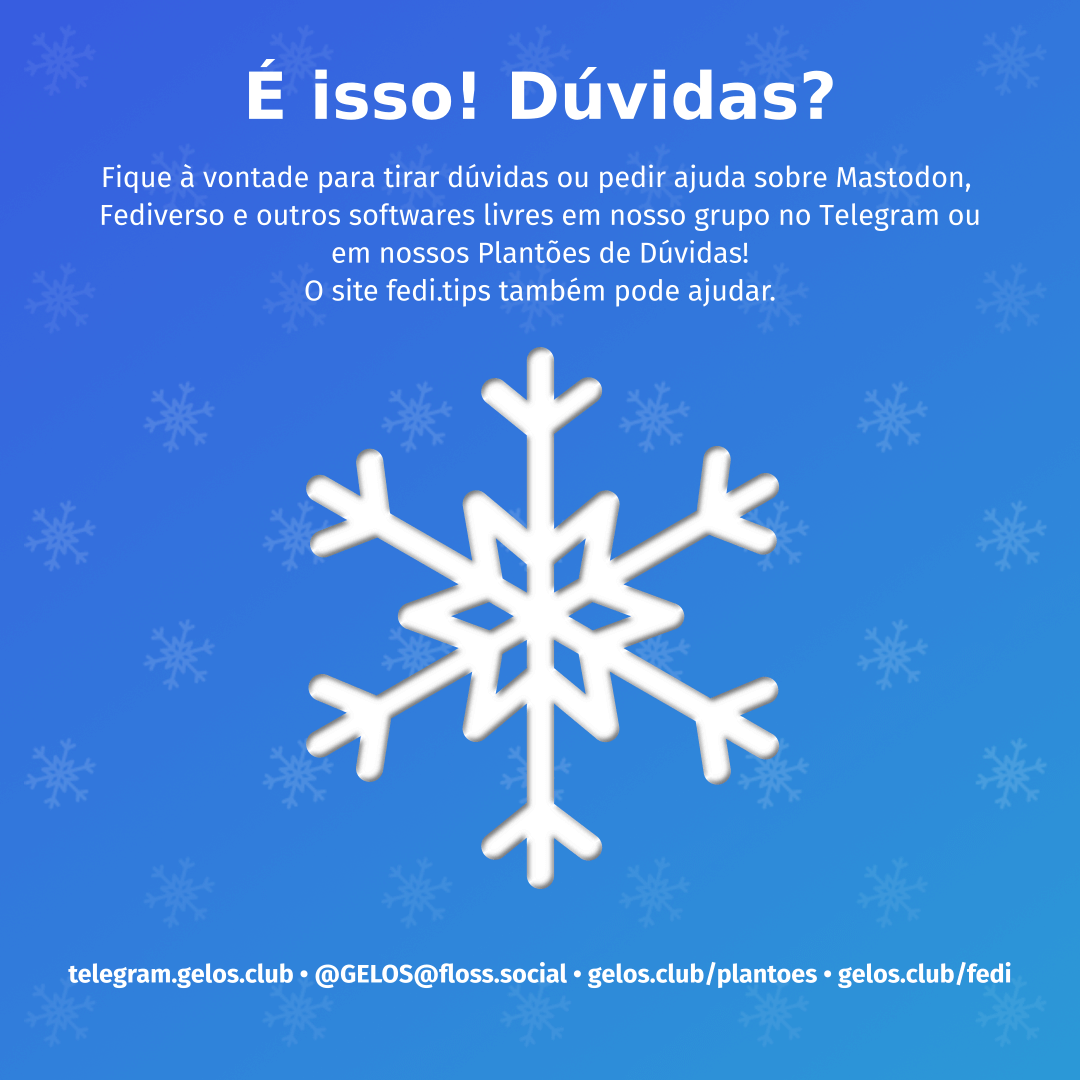 É isso! Dúvidas?
Fique à vontade para tirar dúvidas ou pedir ajuda sobre Mastodon,
Fediverso e outros softwares livres em nosso grupo no Telegram ou
em nossos Plantões de Dúvidas!
O site fedi.tips também pode ajudar.
telegram.gelos.club • @GELOS@floss.social • gelos.club/plantoes • gelos.club/fedi